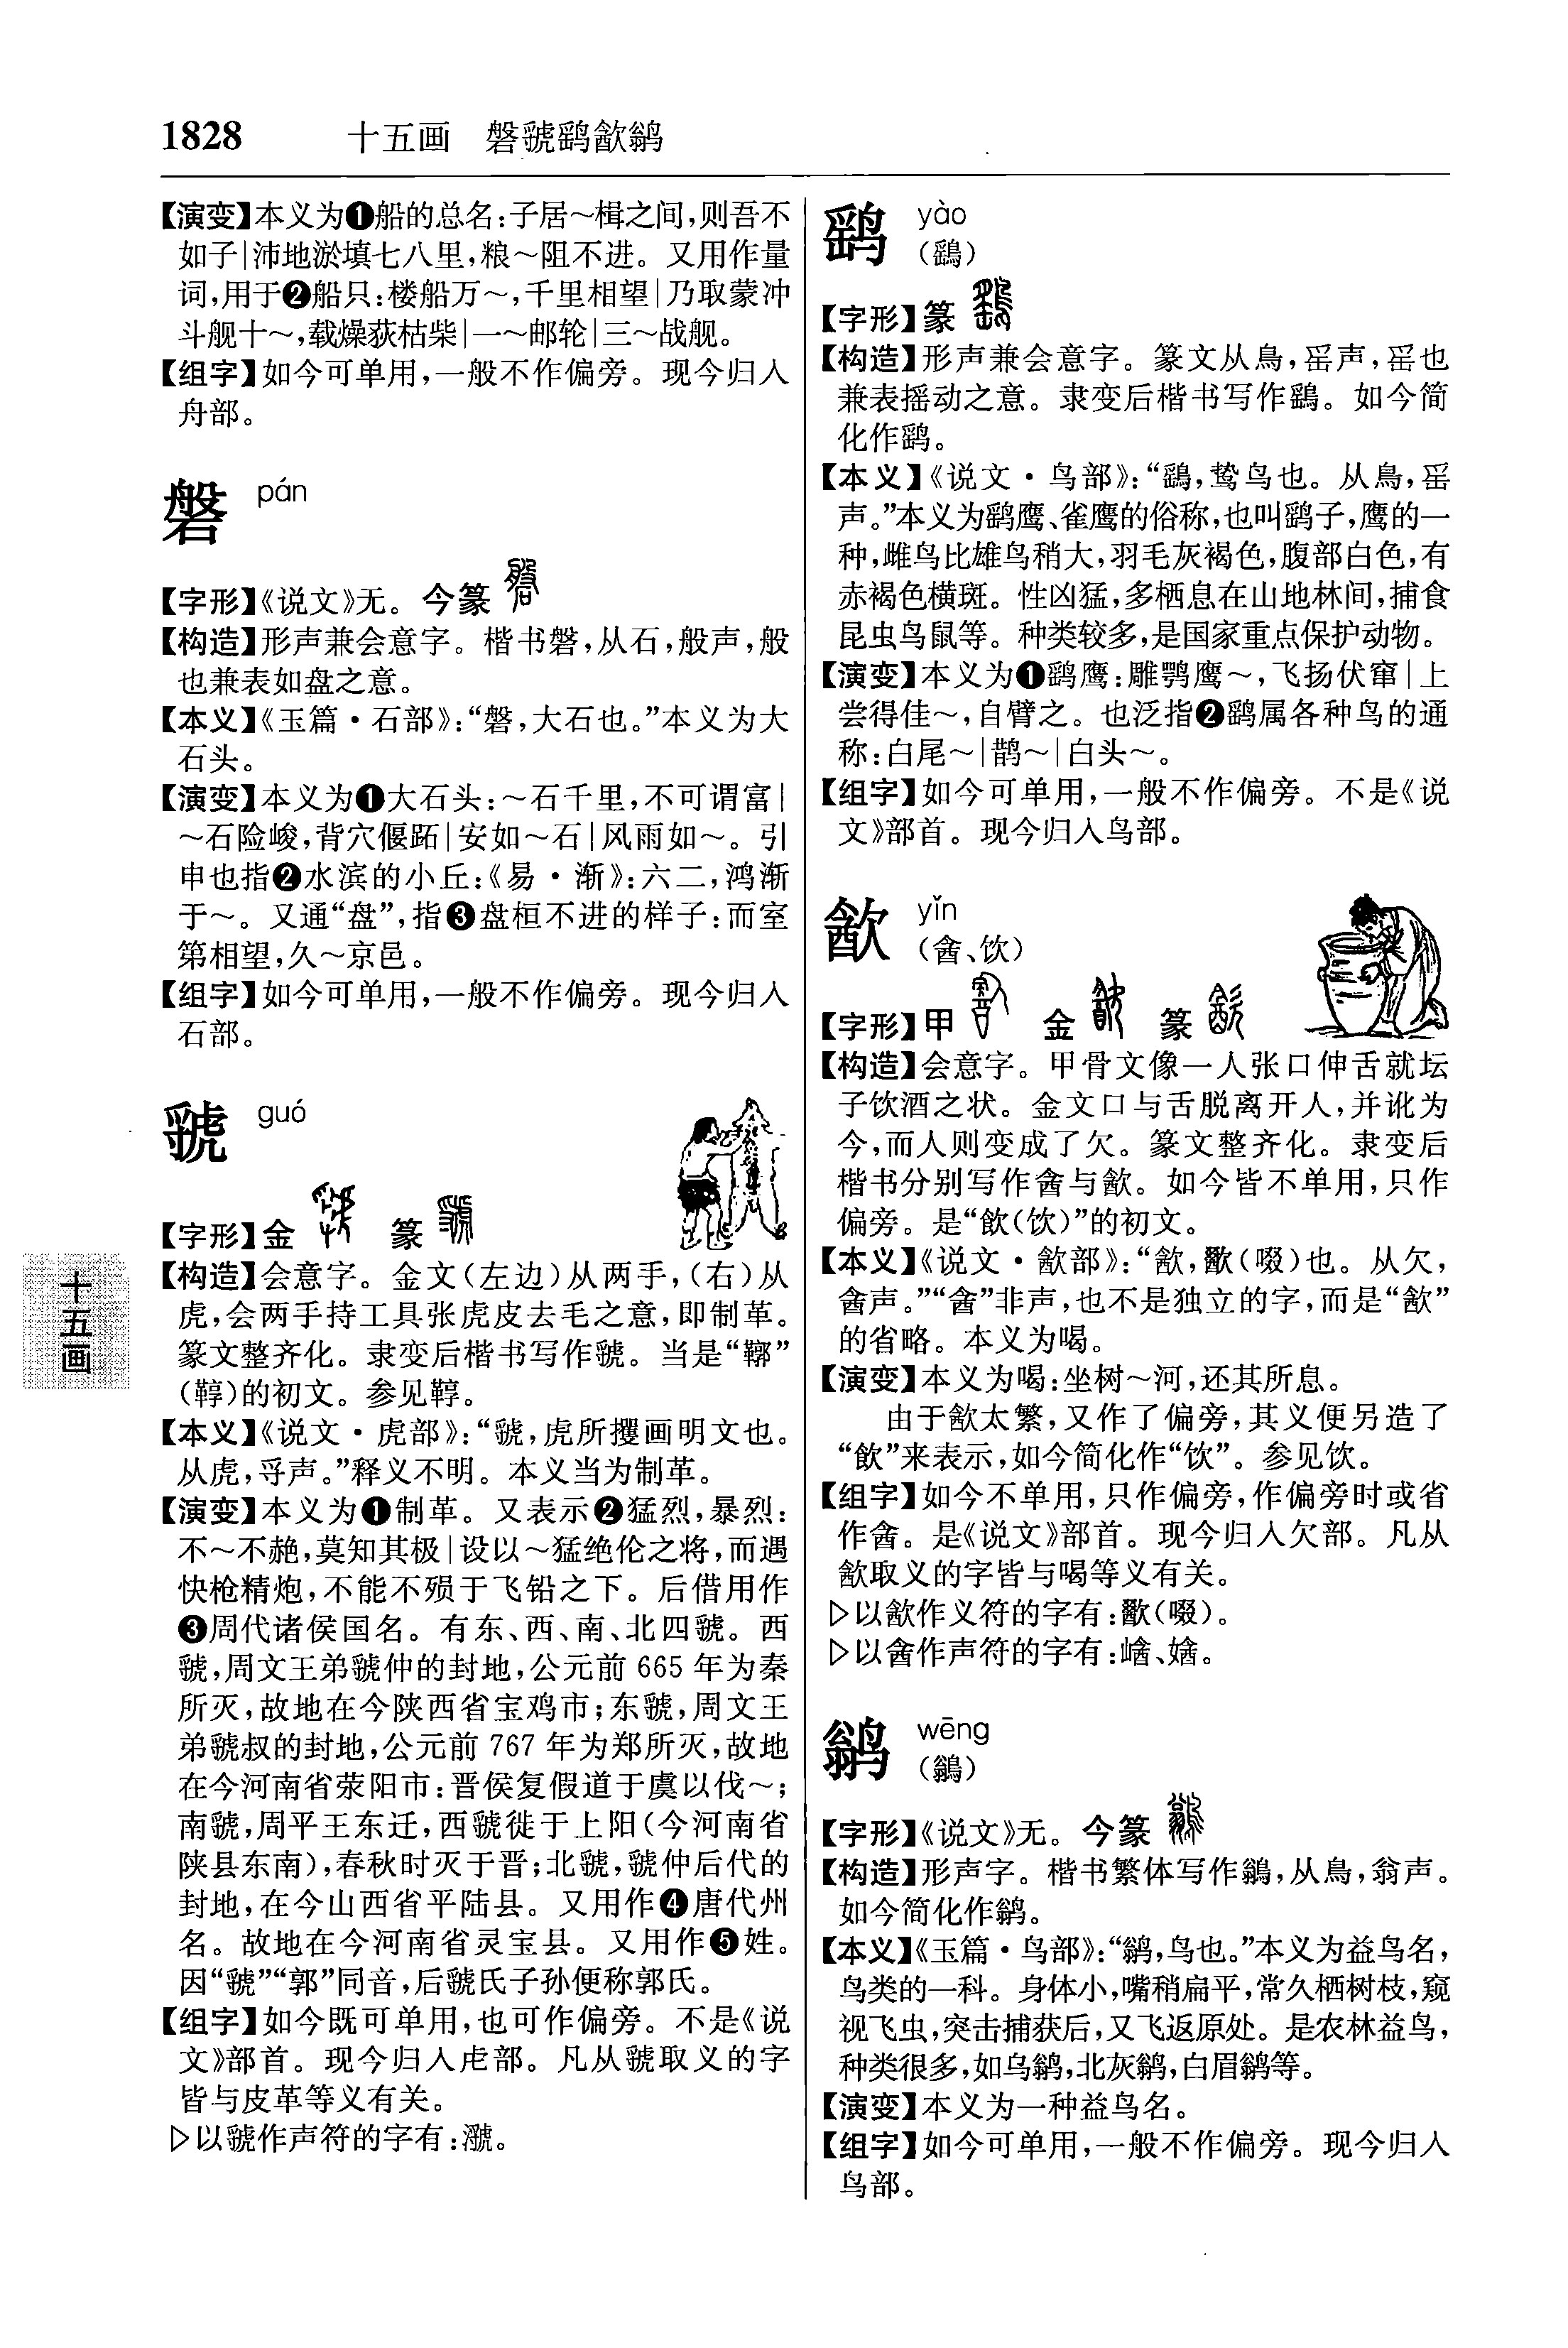 1828 十五画 磐虢鹞㱃鹟
【演变】本义为❶船的总名:子居～楫之间,则吾不
如子|沛地淤填七八里,粮～阻不进。又用作量
词,用于❷船只:楼船万～,千里相望|乃取蒙冲
斗舰十～,载燥荻枯柴|一～邮轮|三～战舰。
【组字】如今可单用,一般不作偏旁。现今归入
舟部。
磐 pán
【字形】《说文》无。今篆
【构造】形声兼会意字。楷书磐,从石,般声,般
也兼表如盘之意。
【本义】《玉篇·石部》:“磐,大石也。”本义为大
石头。
【演变】本义为❶大石头:～石千里,不可谓富|
～石险峻,背穴偃跖|安如～石|风雨如～。引
申也指❷水滨的小丘:《易·渐》:六二,鸿渐
于～。又通“盘”,指❸盘桓不进的样子:而室
第相望,久～京邑。
【组字】如今可单用,一般不作偏旁。现今归入
石部。
虢 guó
【字形】金 篆
【构造】会意字。金文(左边)从两手,(右)从
虎,会两手持工具张虎皮去毛之意,即制革。
篆文整齐化。隶变后楷书写作虢。当是“鞹”
(鞟)的初文。参见鞟。
【本义】《说文·虎部》:“虢,虎所攫画明文也。
从虎,寽声。”释义不明。本义当为制革。
【演变】本义为❶制革。又表示❷猛烈,暴烈:
不～不赩,莫知其极|设以～猛绝伦之将,而遇
快枪精炮,不能不殒于飞铅之下。后借用作
❸周代诸侯国名。有东、西、南、北四虢。西
虢,周文王弟虢仲的封地,公元前 665 年为秦
所灭,故地在今陕西省宝鸡市;东虢,周文王
弟虢叔的封地,公元前 767 年为郑所灭,故地
在今河南省荥阳市:晋侯复假道于虞以伐～;
南虢,周平王东迁,西虢徙于上阳(今河南省
陕县东南),春秋时灭于晋;北虢,虢仲后代的
封地,在今山西省平陆县。又用作❹唐代州
名。故地在今河南省灵宝县。又用作❺姓。
因“虢”“郭”同音,后虢氏子孙便称郭氏。
【组字】如今既可单用,也可作偏旁。不是《说
文》部首。现今归入虍部。凡从虢取义的字
皆与皮革等义有关。
▷以虢作声符的字有:漷。
鹞 yào
(鷂)
【字形】篆
【构造】形声兼会意字。篆文从鳥,䍃声,䍃也
兼表摇动之意。隶变后楷书写作鷂。如今简
化作鹞。
【本义】《说文·鸟部》:“鷂,鸷鸟也。从鳥,䍃
声。”本义为鹞鹰、雀鹰的俗称,也叫鹞子,鹰的一
种,雌鸟比雄鸟稍大,羽毛灰褐色,腹部白色,有
赤褐色横斑。性凶猛,多栖息在山地林间,捕食
昆虫鸟鼠等。种类较多,是国家重点保护动物。
【演变】本义为❶鹞鹰:雕鹗鹰～,飞扬伏窜|上
尝得佳～,自臂之。也泛指❷鹞属各种鸟的通
称:白尾～|鹊～|白头～。
【组字】如今可单用,一般不作偏旁。不是《说
文》部首。现今归入鸟部。
㱃 yǐn
(酓、饮)
【字形】甲 金 篆
【构造】会意字。甲骨文像一人张口伸舌就坛
子饮酒之状。金文口与舌脱离开人,并讹为
今,而人则变成了欠。篆文整齐化。隶变后
楷书分别写作酓与㱃。如今皆不单用,只作
偏旁。是“飲(饮)”的初文。
【本义】《说文·㱃部》:“㱃,歠(啜)也。从欠,
酓声。”“酓”非声,也不是独立的字,而是“㱃”
的省略。本义为喝。
【演变】本义为喝:坐树～河,还其所息。
由于㱃太繁,又作了偏旁,其义便另造了
“飲”来表示,如今简化作“饮”。参见饮。
【组字】如今不单用,只作偏旁,作偏旁时或省
作酓。是《说文》部首。现今归入欠部。凡从
㱃取义的字皆与喝等义有关。
▷以㱃作义符的字有:歠(啜)。
▷以酓作声符的字有:㟏、媕。
鹟 wēng
(鶲)
【字形】《说文》无。今篆
【构造】形声字。楷书繁体写作鶲,从鳥,翁声。
如今简化作鹟。
【本义】《玉篇·鸟部》:“鹟,鸟也。”本义为益鸟名,
鸟类的一科。身体小,嘴稍扁平,常久栖树枝,窥
视飞虫,突击捕获后,又飞返原处。是农林益鸟,
种类很多,如乌鹟,北灰鹟,白眉鹟等。
【演变】本义为一种益鸟名。
【组字】如今可单用,一般不作偏旁。现今归入
鸟部。
十五画